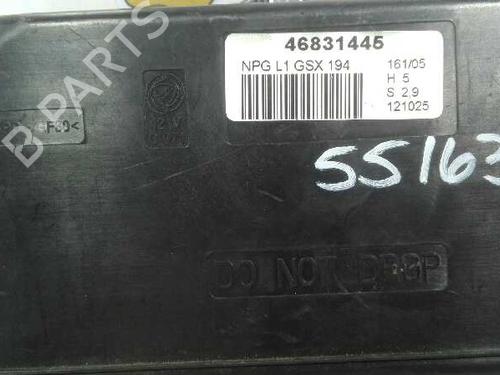 46831445
NPG L1 GSX 194
161/05
H 5
S 2.9
121025
55163
DO NOT DROP
B-PARTS